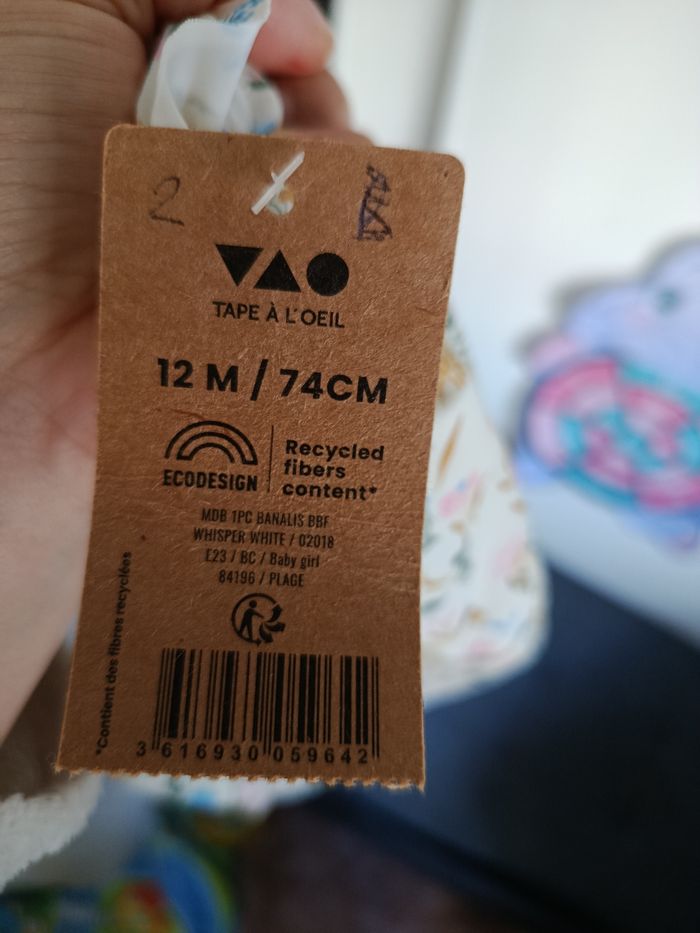 2
TAPE À L'OEIL
12 M / 74CM
ECODESIGN
Recycled
fibers
content*
MDB 1PC BANALIS BBF
WHISPER WHITE / 02018
E23 / BC / Baby girl
84196 / PLAGE
*Contient des fibres recyclées
3 616930 059642